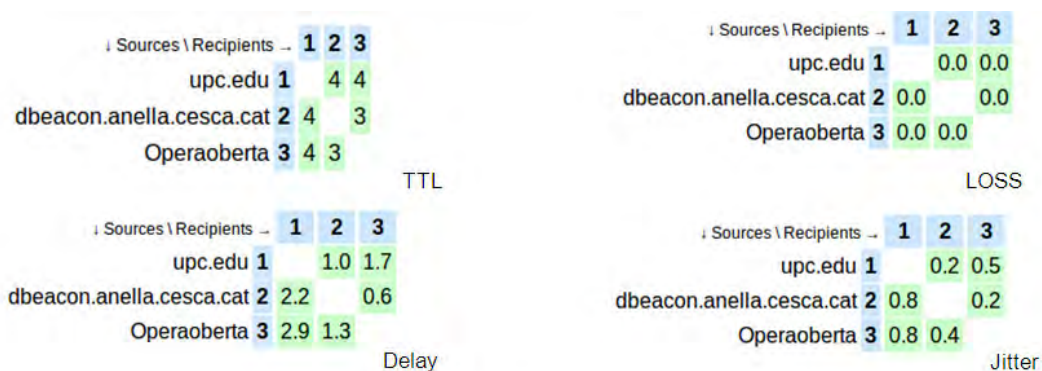 ↓ Sources \ Recipients → 1 2 3
upc.edu 1 4 4
dbeacon.anella.cesca.cat 2 4 3
Operaoberta 3 4 3
TTL
↓ Sources \ Recipients → 1 2 3
upc.edu 1 0.0 0.0
dbeacon.anella.cesca.cat 2 0.0 0.0
Operaoberta 3 0.0 0.0
LOSS
↓ Sources \ Recipients → 1 2 3
upc.edu 1 1.0 1.7
dbeacon.anella.cesca.cat 2 2.2 0.6
Operaoberta 3 2.9 1.3
Delay
↓ Sources \ Recipients → 1 2 3
upc.edu 1 0.2 0.5
dbeacon.anella.cesca.cat 2 0.8 0.2
Operaoberta 3 0.8 0.4
Jitter